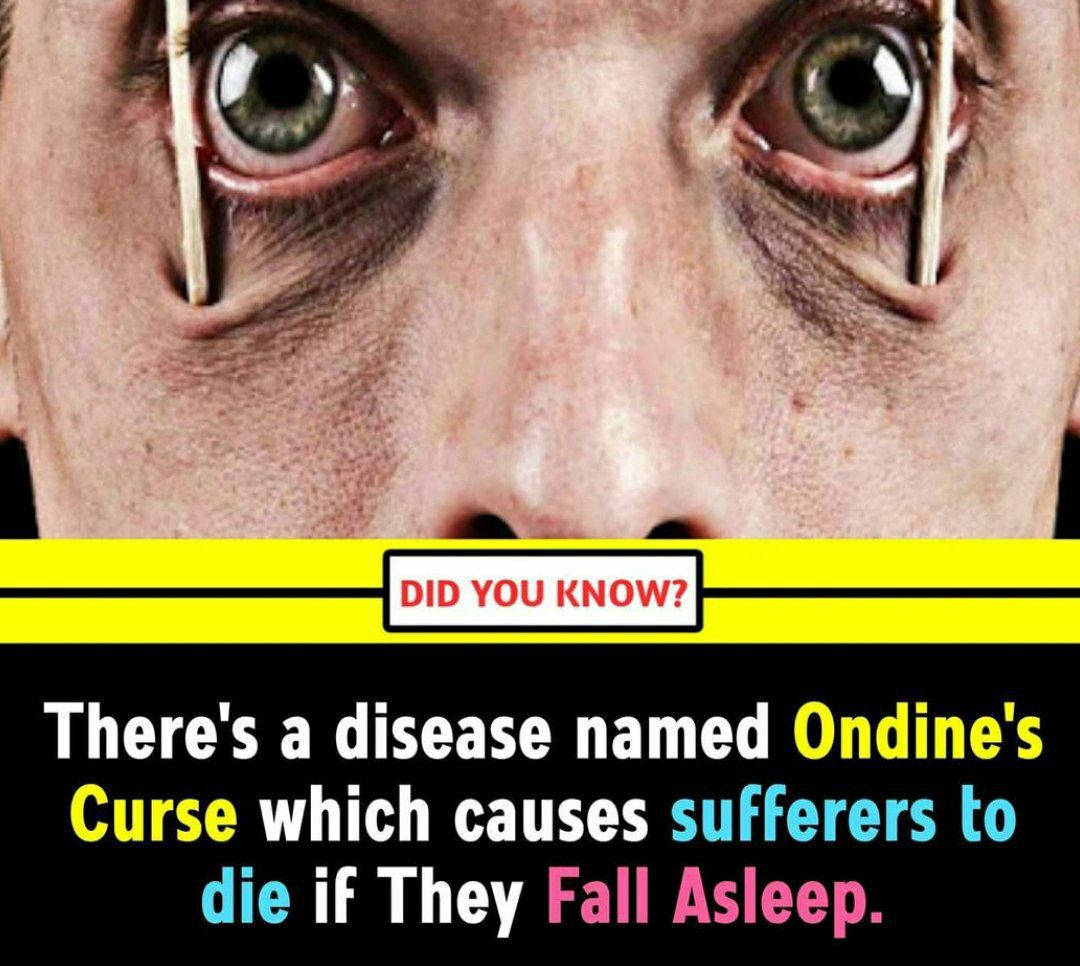 DID YOU KNOW?
There's a disease named Ondine's
Curse which causes sufferers to
die if They Fall Asleep.